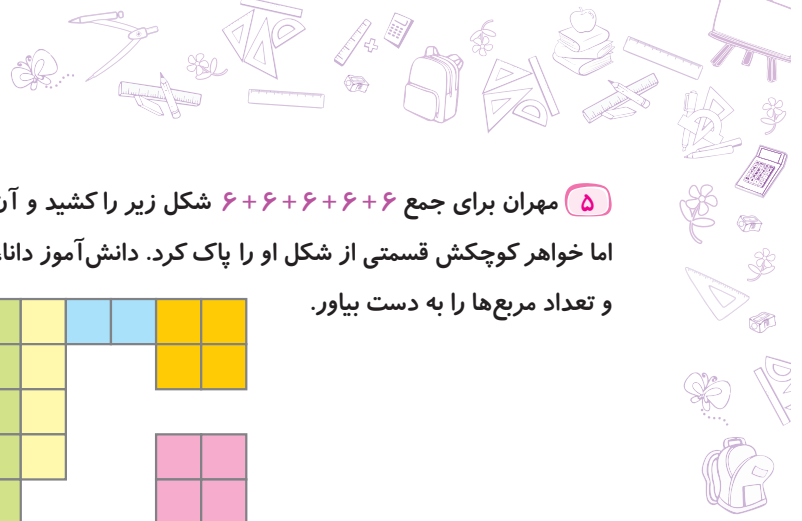 ۵ مهران برای جمع ۶+۶+۶+۶+۶ شکل زیر را کشید و
اما خواهر کوچکش قسمتی از شکل او را پاک کرد. دانش‌آموز
و تعداد مربع‌ها را به دست بیاور.